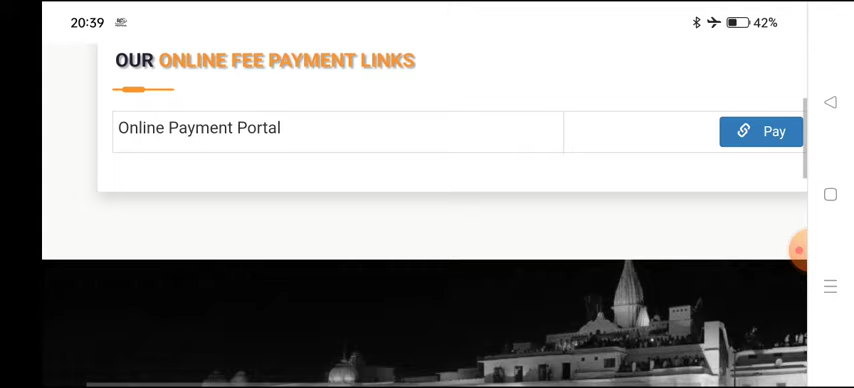 20:39
42%
OUR ONLINE FEE PAYMENT LINKS
Online Payment Portal
Pay